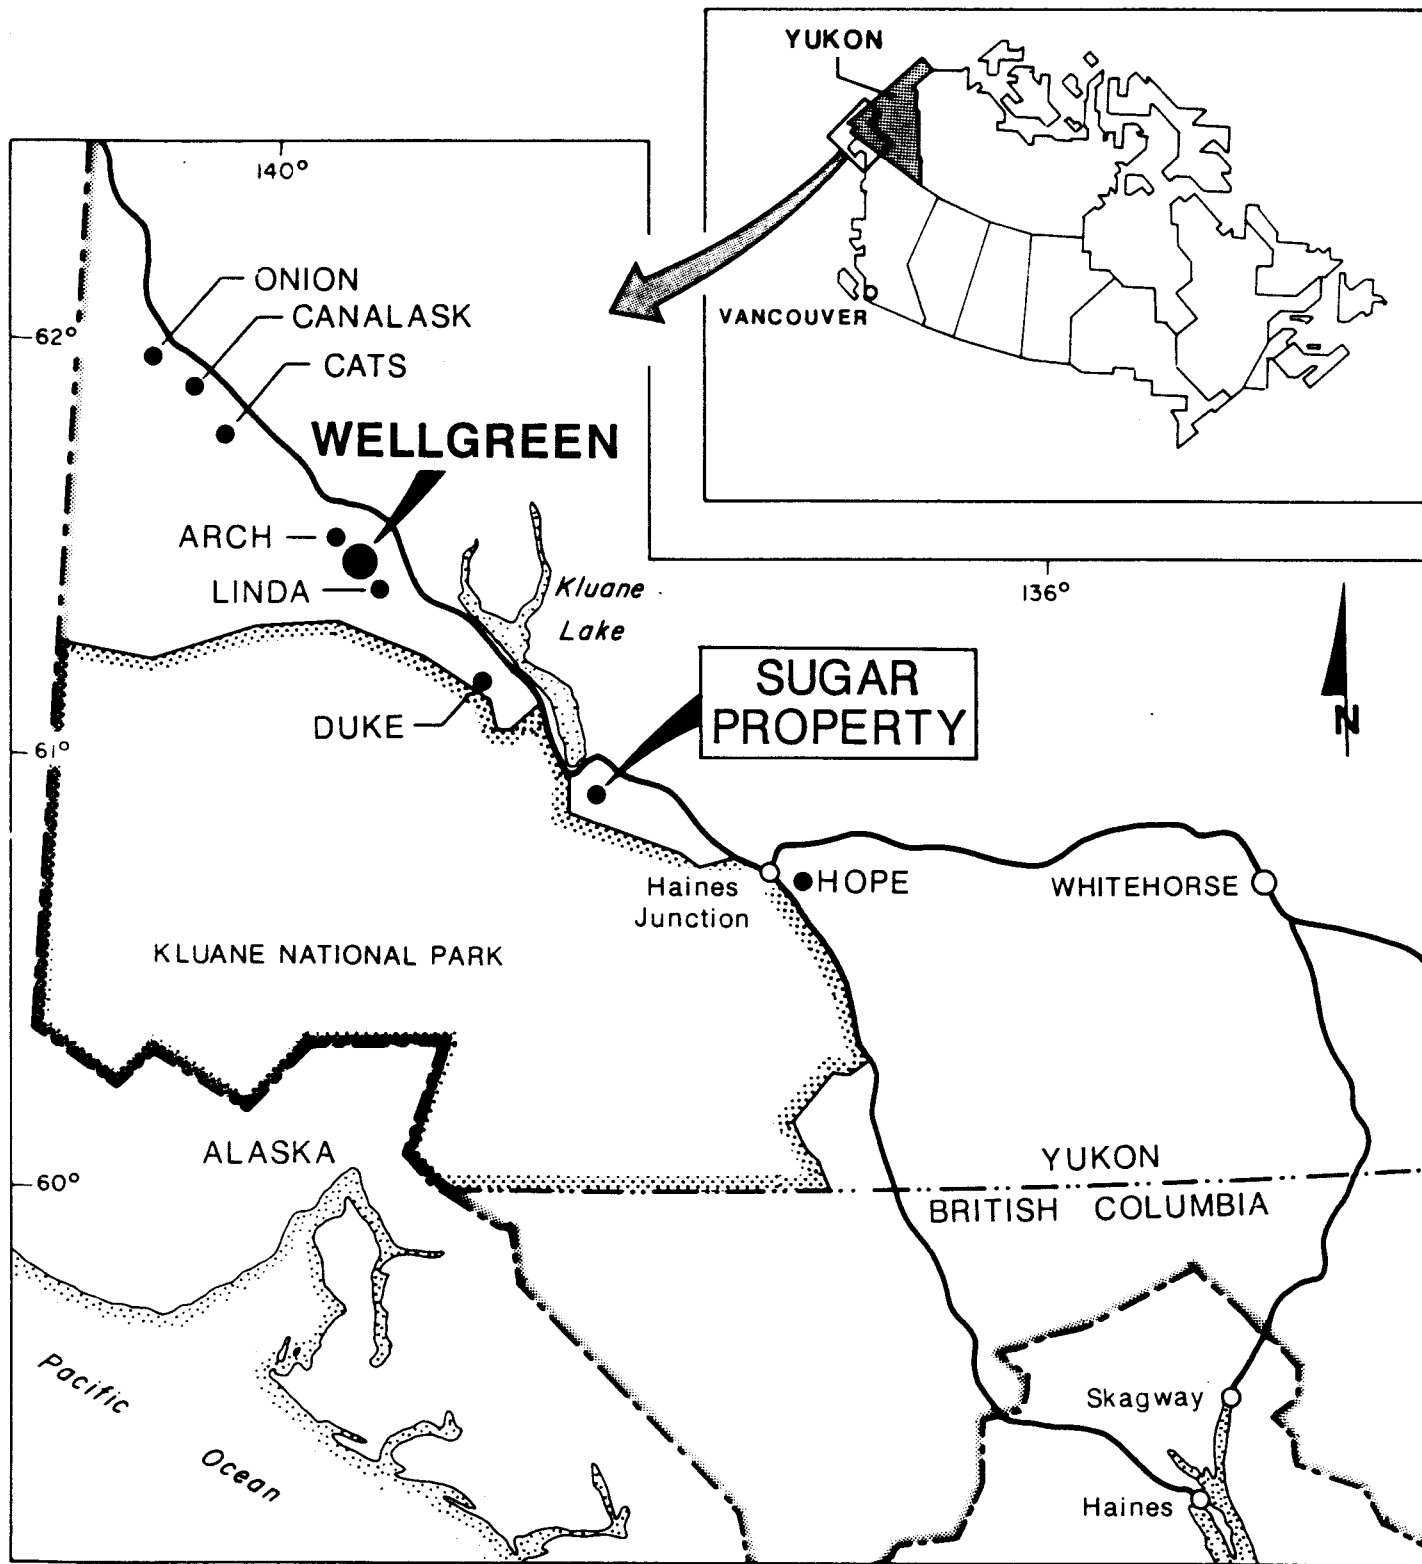 YUKON
VANCOUVER
140°
ONION
CANALASK
62°
CATS
WELLGREEN
ARCH
LINDA
Kluane
Lake
136°
SUGAR
PROPERTY
DUKE
61°
N
Haines
Junction
HOPE
WHITEHORSE
KLUANE NATIONAL PARK
ALASKA
YUKON
60°
BRITISH COLUMBIA
Pacific
Ocean
Skagway
Haines